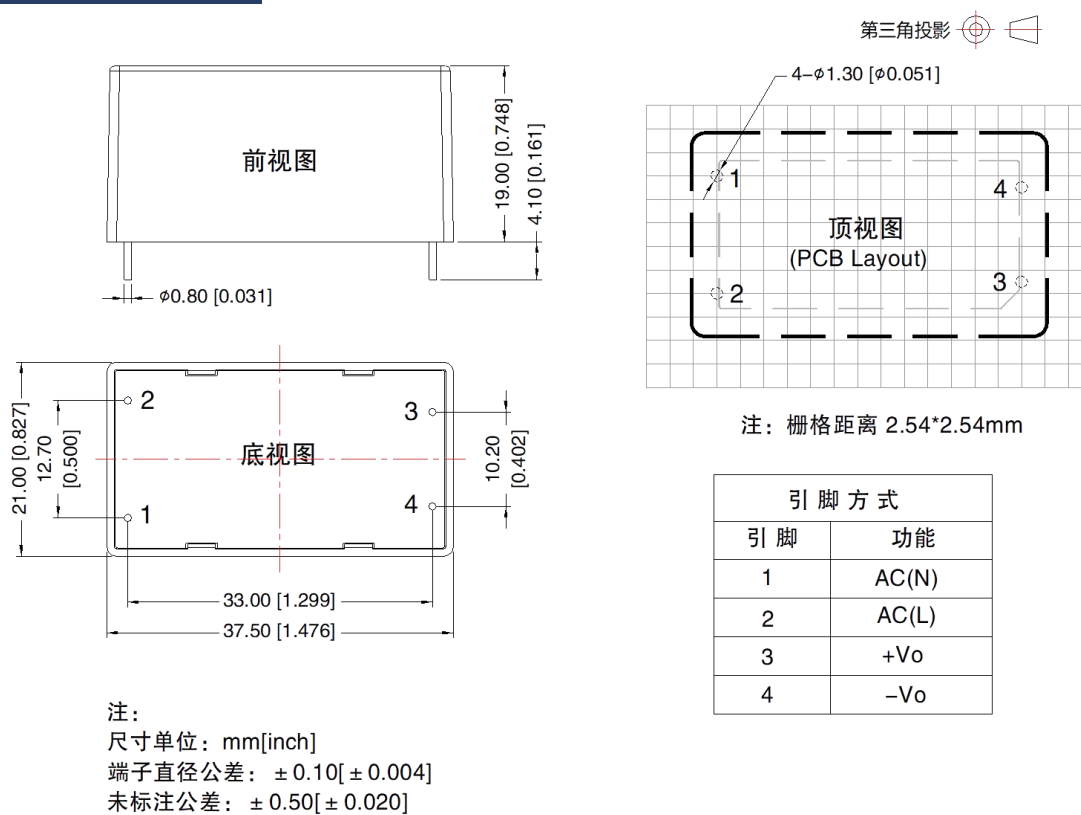 第三角投影
4-φ1.30 [φ0.051]
前视图
19.00 [0.748]
4.10 [0.161]
φ0.80 [0.031]
1
4
顶视图
(PCB Layout)
2
3
注：栅格距离 2.54*2.54mm
21.00 [0.827]
12.70
[0.500]
2
3
底视图
1
4
10.20
[0.402]
33.00 [1.299]
37.50 [1.476]
引脚方式
引脚 功能
1 AC(N)
2 AC(L)
3 +Vo
4 -Vo
注：
尺寸单位：mm[inch]
端子直径公差：±0.10[±0.004]
未标注公差：±0.50[±0.020]